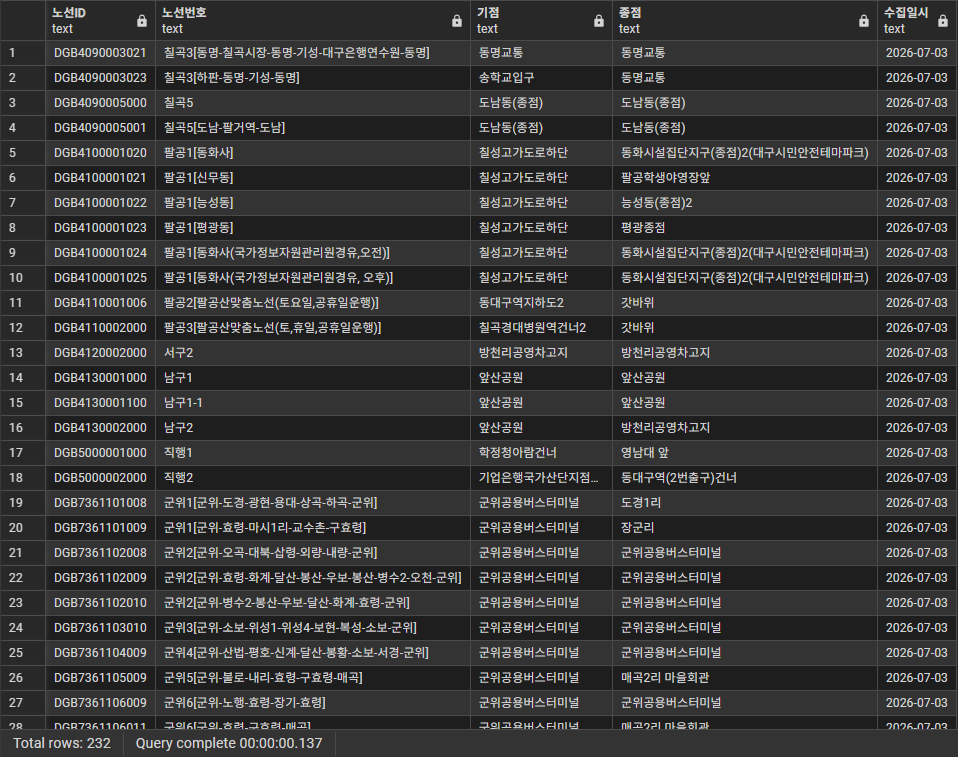 노선ID 노선번호 기점 종점 수집일시
text text text text text
1 DGB4090003021 칠곡3[동명-칠곡시장-동명-기성-대구은행연수원-동명] 동명교통 동명교통 2026-07-03
2 DGB4090003023 칠곡3[하판-동명-기성-동명] 송학교입구 동명교통 2026-07-03
3 DGB4090005000 칠곡5 도남동(종점) 도남동(종점) 2026-07-03
4 DGB4090005001 칠곡5[도남-팔거역-도남] 도남동(종점) 도남동(종점) 2026-07-03
5 DGB4100001020 팔공1[동화사] 칠성고가도로하단 동화시설집단지구(종점)2(대구시민안전테마파크) 2026-07-03
6 DGB4100001021 팔공1[신무동] 칠성고가도로하단 팔공학생야영장앞 2026-07-03
7 DGB4100001022 팔공1[능성동] 칠성고가도로하단 능성동(종점)2 2026-07-03
8 DGB4100001023 팔공1[평광동] 칠성고가도로하단 평광종점 2026-07-03
9 DGB4100001024 팔공1[동화사(국가정보자원관리원경유,오전)] 칠성고가도로하단 동화시설집단지구(종점)2(대구시민안전테마파크) 2026-07-03
10 DGB4100001025 팔공1[동화사(국가정보자원관리원경유, 오후)] 칠성고가도로하단 동화시설집단지구(종점)2(대구시민안전테마파크) 2026-07-03
11 DGB4110001006 팔공2[팔공산맞춤노선(토요일,공휴일운행)] 동대구역지하도2 갓바위 2026-07-03
12 DGB4110002000 팔공3[팔공산맞춤노선(토,휴일,공휴일운행)] 칠곡경대병원역건너2 갓바위 2026-07-03
13 DGB4120002000 서구2 방천리공영차고지 방천리공영차고지 2026-07-03
14 DGB4130001000 남구1 앞산공원 앞산공원 2026-07-03
15 DGB4130001100 남구1-1 앞산공원 앞산공원 2026-07-03
16 DGB4130002000 남구2 앞산공원 방천리공영차고지 2026-07-03
17 DGB5000001000 직행1 학정청아람건너 영남대 앞 2026-07-03
18 DGB5000002000 직행2 기업은행국가산단지점... 동대구역(2번출구)건너 2026-07-03
19 DGB7361101008 군위1[군위-도경-광현-용대-상곡-하곡-군위] 군위공용버스터미널 도경1리 2026-07-03
20 DGB7361101009 군위1[군위-효령-마시1리-교수촌-구효령] 군위공용버스터미널 장군리 2026-07-03
21 DGB7361102008 군위2[군위-오곡-대북-삽령-외량-내량-군위] 군위공용버스터미널 군위공용버스터미널 2026-07-03
22 DGB7361102009 군위2[군위-효령-화계-달산-봉산-우보-봉산-병수2-오천-군위] 군위공용버스터미널 군위공용버스터미널 2026-07-03
23 DGB7361102010 군위2[군위-병수2-봉산-우보-달산-화계-효령-군위] 군위공용버스터미널 군위공용버스터미널 2026-07-03
24 DGB7361103010 군위3[군위-소보-위성1-위성4-보현-복성-소보-군위] 군위공용버스터미널 군위공용버스터미널 2026-07-03
25 DGB7361104009 군위4[군위-산법-평호-신계-달산-봉황-소보-서경-군위] 군위공용버스터미널 군위공용버스터미널 2026-07-03
26 DGB7361105009 군위5[군위-불로-내리-효령-구효령-매곡] 군위공용버스터미널 매곡2리 마을회관 2026-07-03
27 DGB7361106009 군위6[군위-노행-효령-장기-효령] 군위공용버스터미널 군위공용버스터미널 2026-07-03
28 DGB7361106011 군위6[군위-효령-구효령-매곡] 군위공용버스터미널 매곡2리 마을회관 2026-07-03
Total rows: 232 Query complete 00:00:00.137